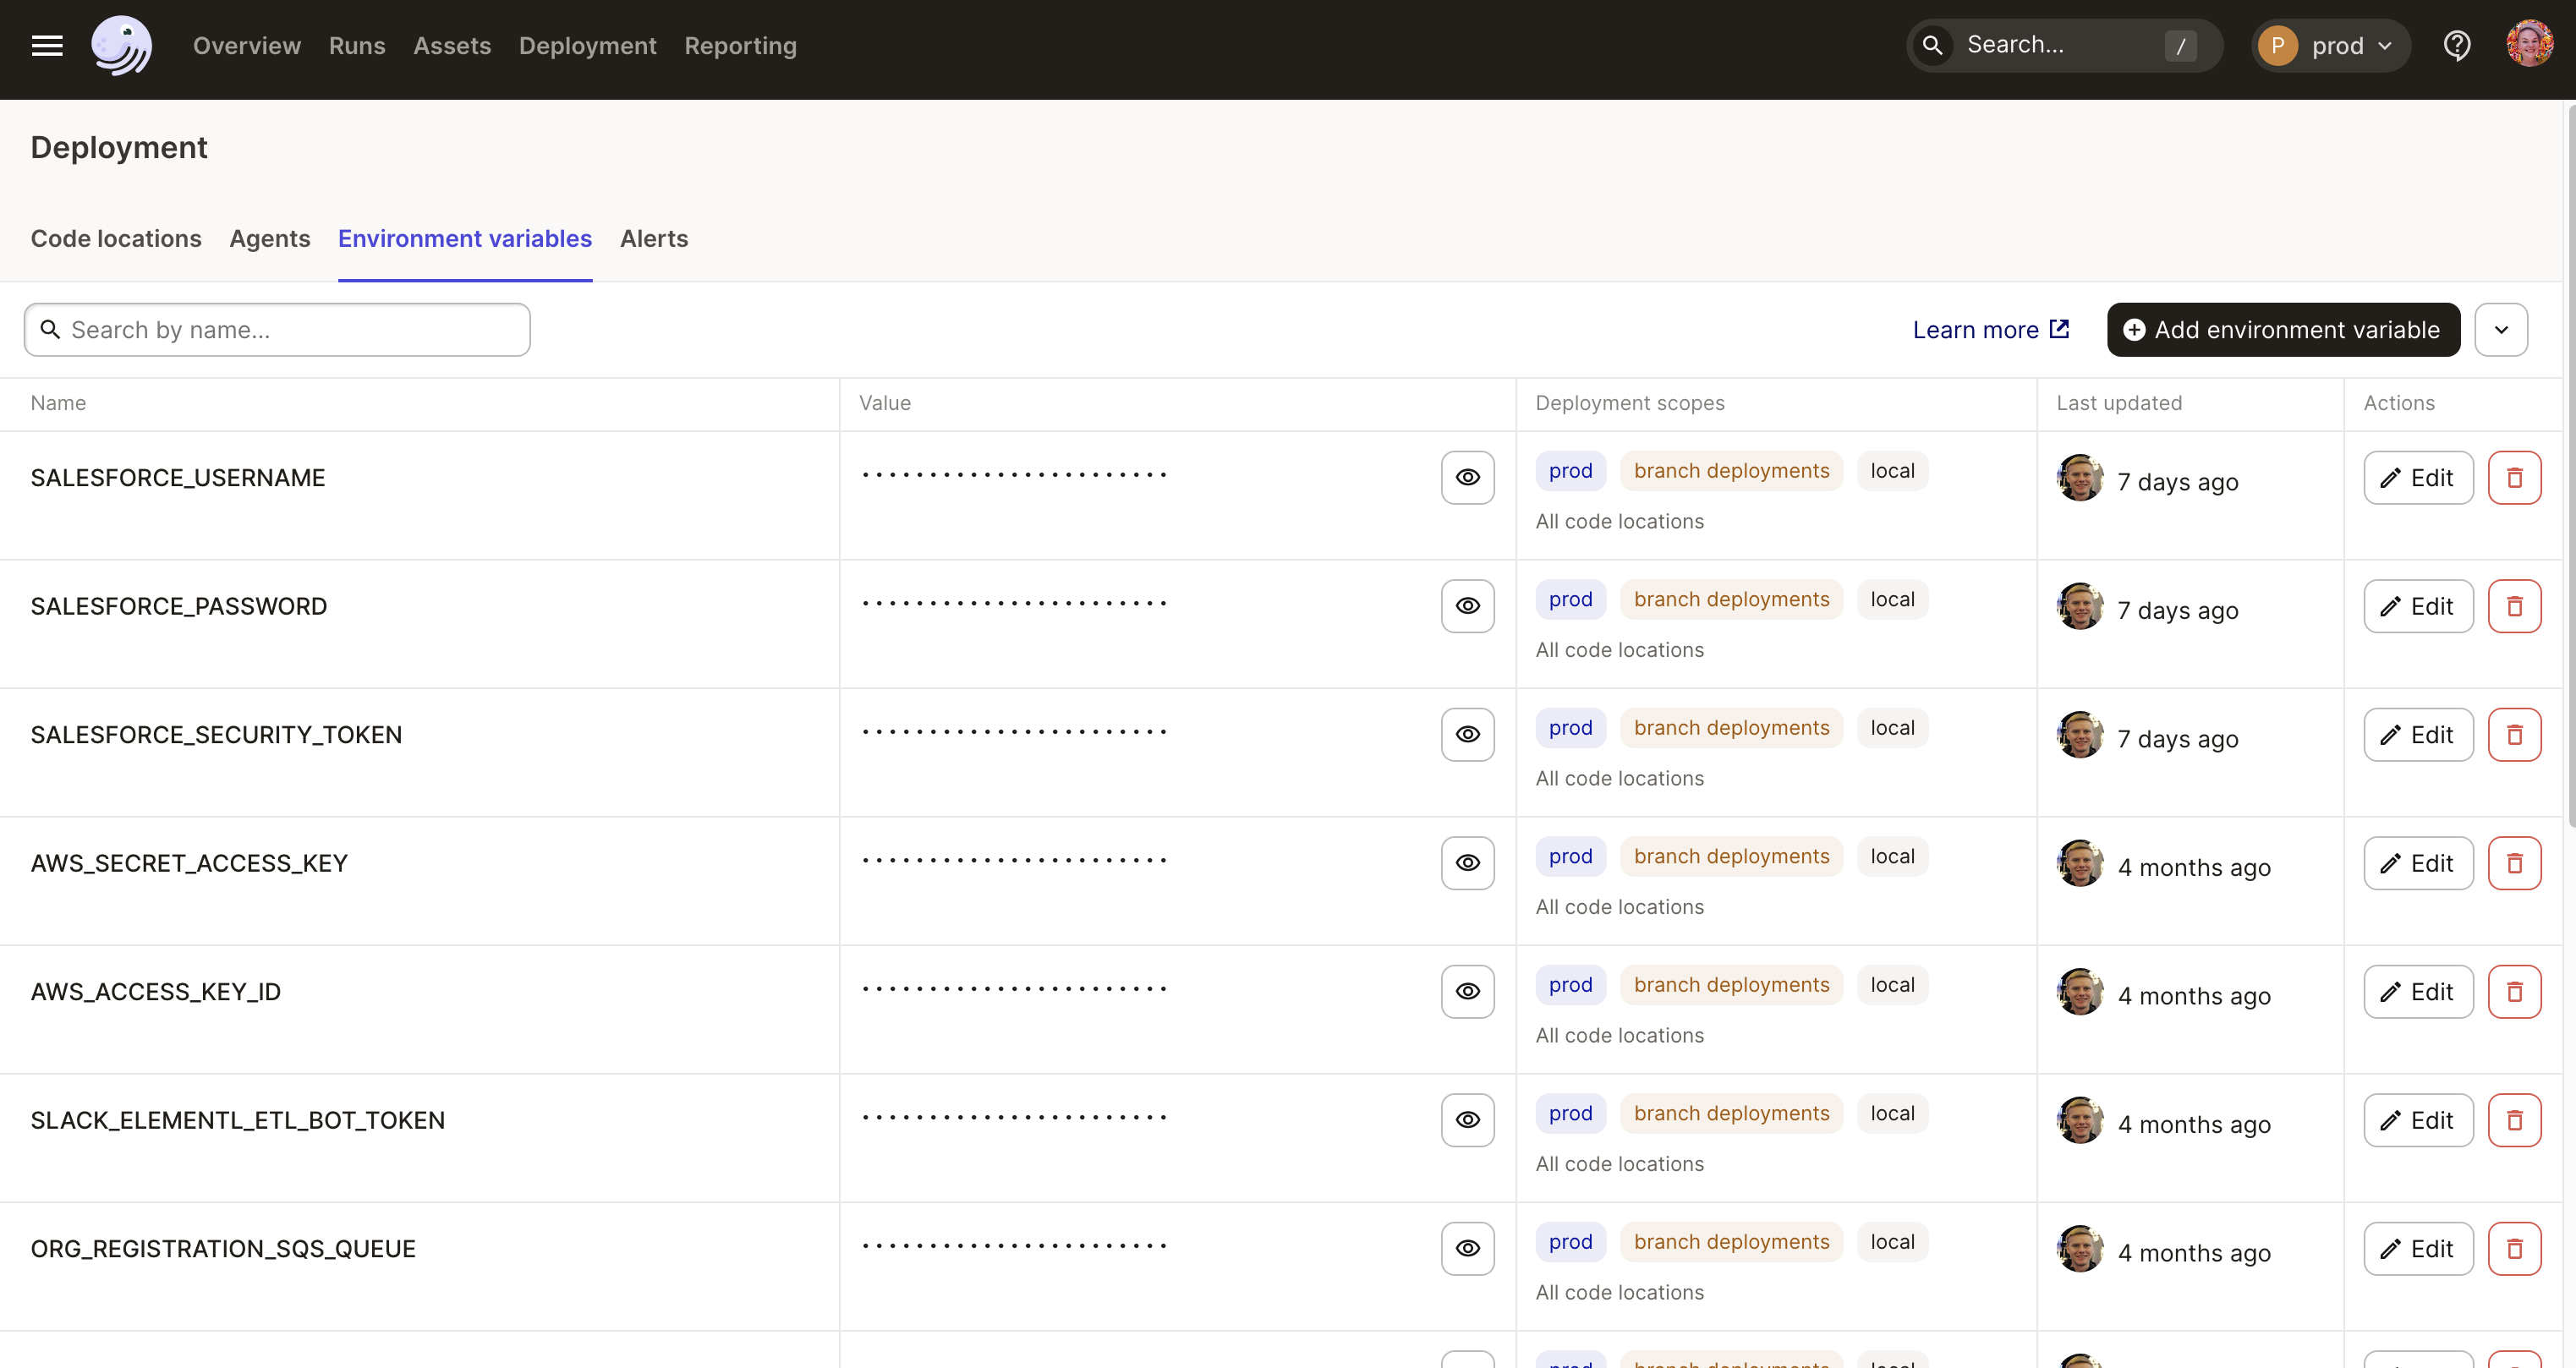 Overview Runs Assets Deployment Reporting Search... / P prod
Deployment
Code locations Agents Environment variables Alerts
Search by name... Learn more Add environment variable
Name Value Deployment scopes Last updated Actions
SALESFORCE_USERNAME ······················· prod branch deployments local 7 days ago Edit
All code locations
SALESFORCE_PASSWORD ······················· prod branch deployments local 7 days ago Edit
All code locations
SALESFORCE_SECURITY_TOKEN ······················· prod branch deployments local 7 days ago Edit
All code locations
AWS_SECRET_ACCESS_KEY ······················· prod branch deployments local 4 months ago Edit
All code locations
AWS_ACCESS_KEY_ID ······················· prod branch deployments local 4 months ago Edit
All code locations
SLACK_ELEMENTL_ETL_BOT_TOKEN ······················· prod branch deployments local 4 months ago Edit
All code locations
ORG_REGISTRATION_SQS_QUEUE ······················· prod branch deployments local 4 months ago Edit
All code locations
prod branch deployments local